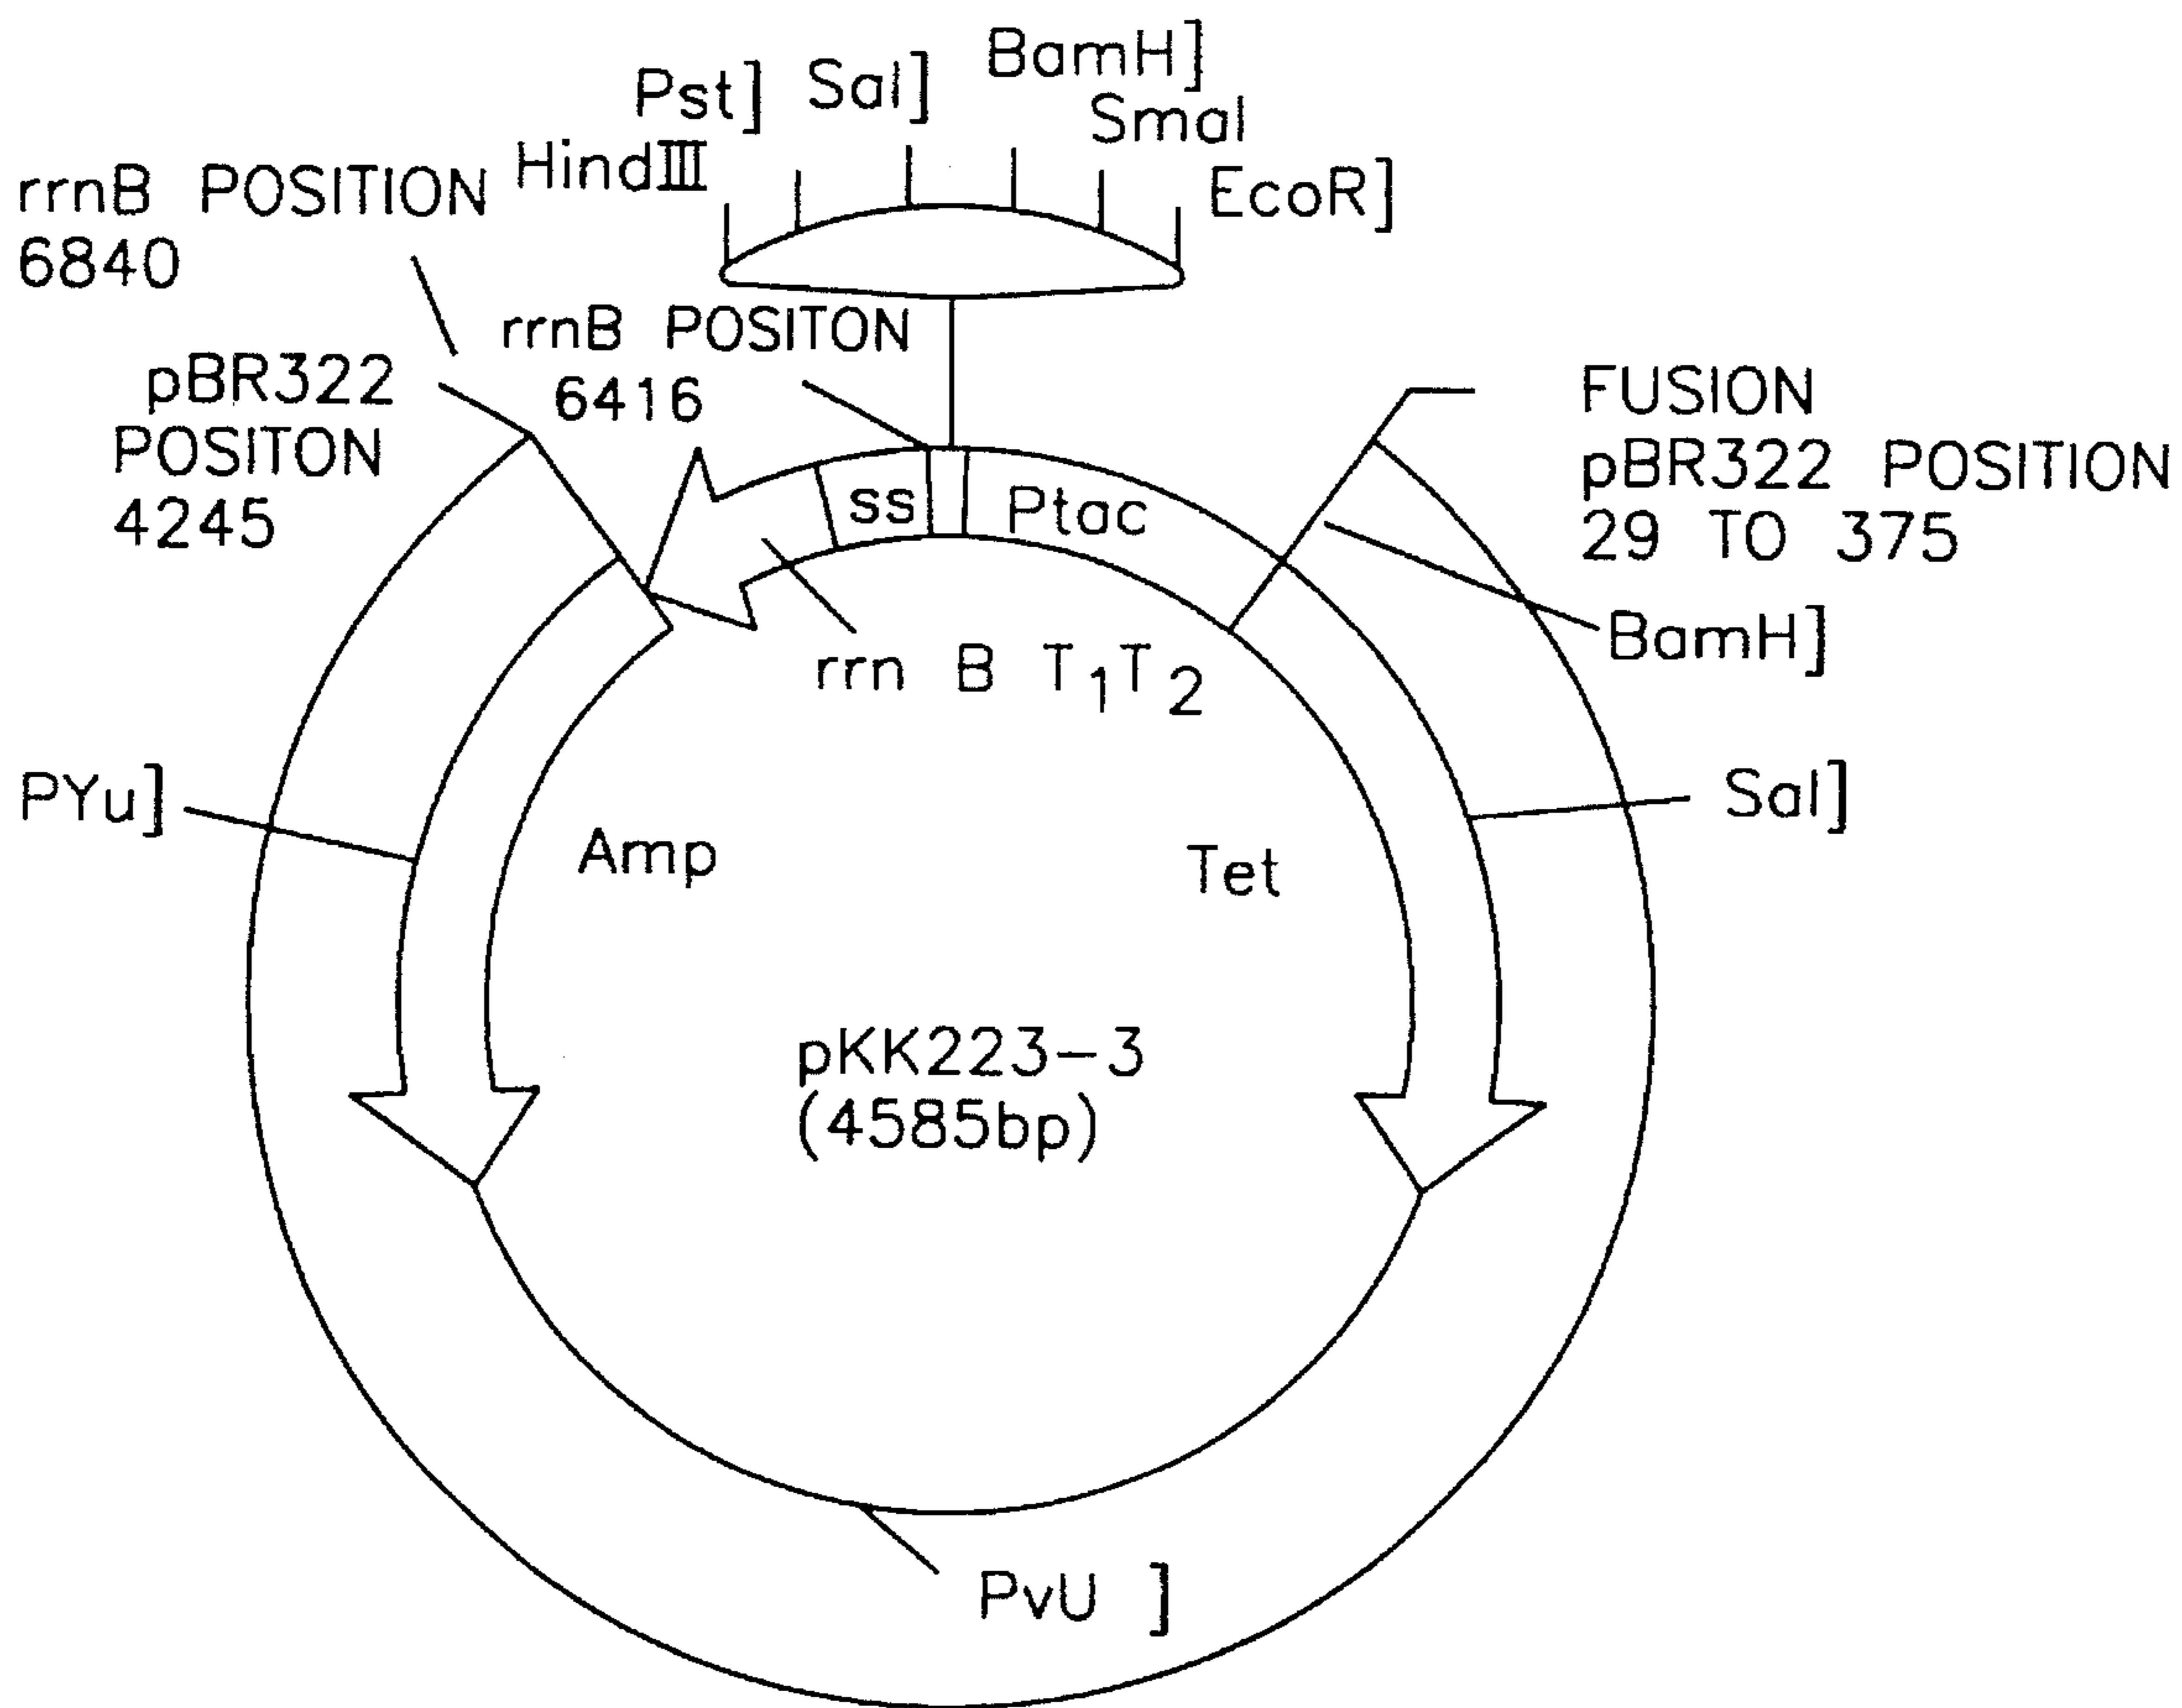 BamH]
Pst] Sal]
SmaI
HindIII
EcoR]
rrnB POSITION
6840
rrnB POSITON
6416
pBR322
POSITON
4245
FUSION
pBR322 POSITION
29 TO 375
ss
Ptac
BamH]
rrn B T₁T₂
PYu]
Sal]
Amp
Tet
pKK223-3
(4585bp)
PvU ]